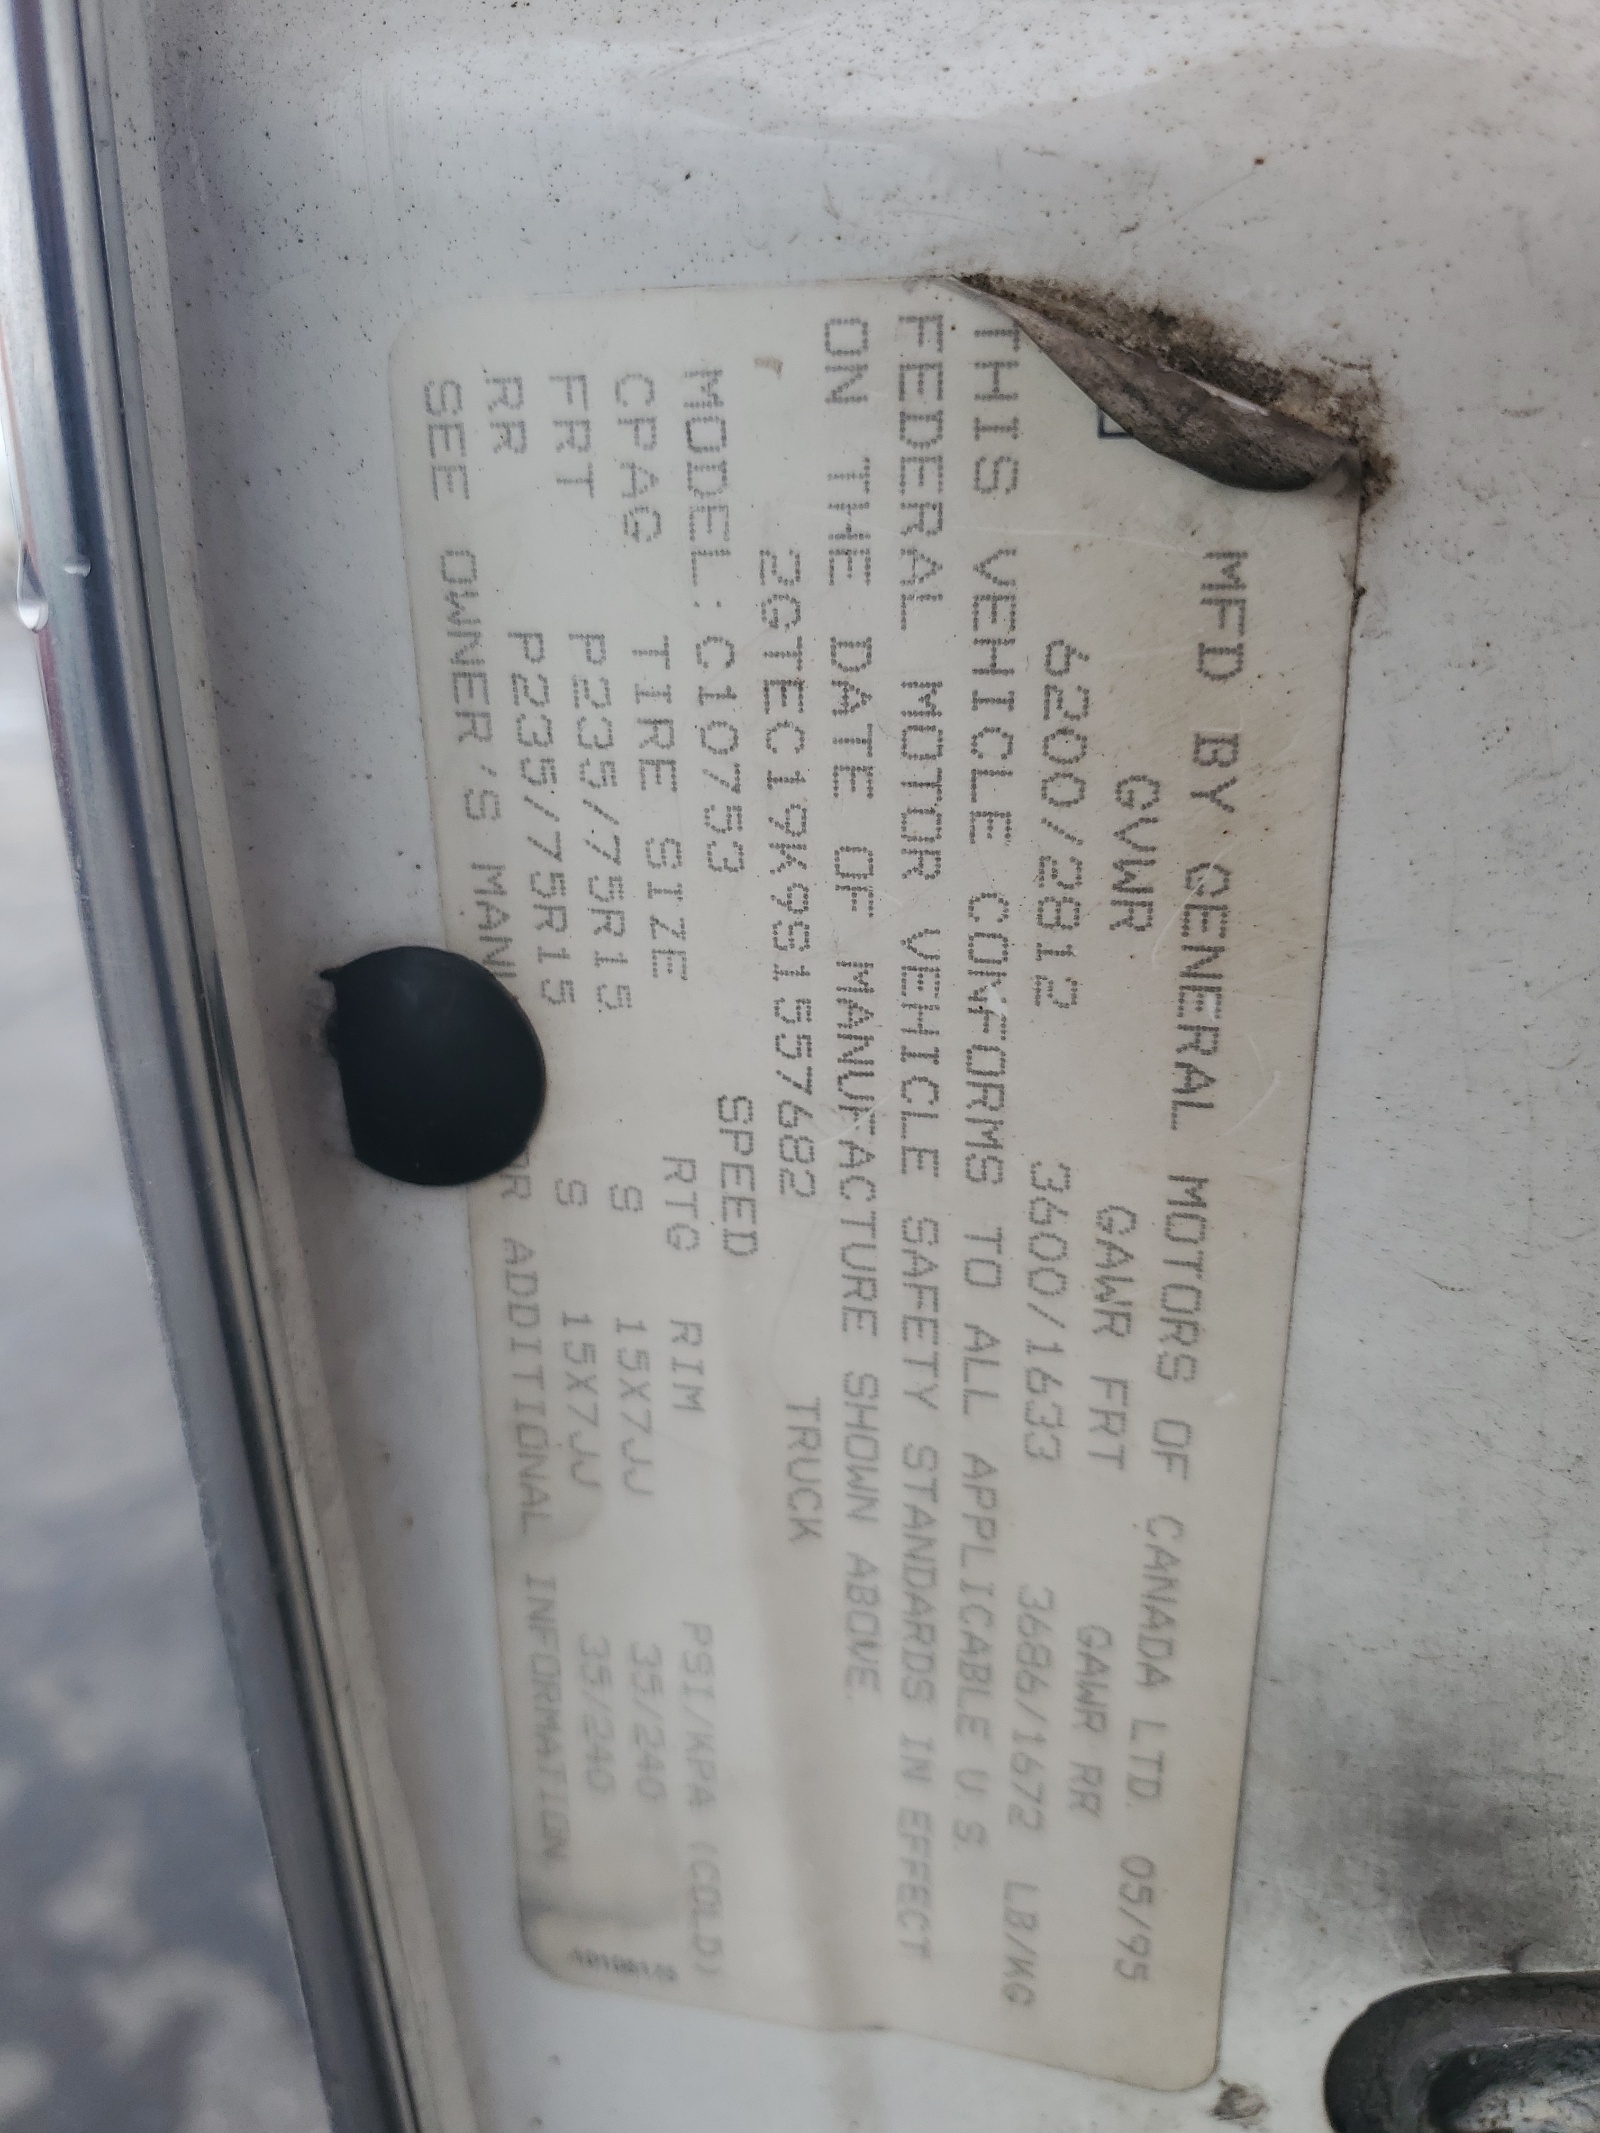 MFD BY GENERAL MOTORS OF CANADA LTD. 05/95
GVWR GAWR FRT GAWR RR
6200/2812 3600/1633 3686/1672 LB/KG
THIS VEHICLE CONFORMS TO ALL APPLICABLE U.S.
FEDERAL MOTOR VEHICLE SAFETY STANDARDS IN EFFECT
ON THE DATE OF MANUFACTURE SHOWN ABOVE.
2GTEC19K9S1557682 TRUCK
MODEL:C10753 SPEED
CPAG TIRE SIZE RTG RIM PSI/KPA (COLD)
FRT P235/75R15 S 15X7JJ 35/240
RR P235/75R15 S 15X7JJ 35/240
SEE OWNER'S MANU OR ADDITIONAL INFORMATION